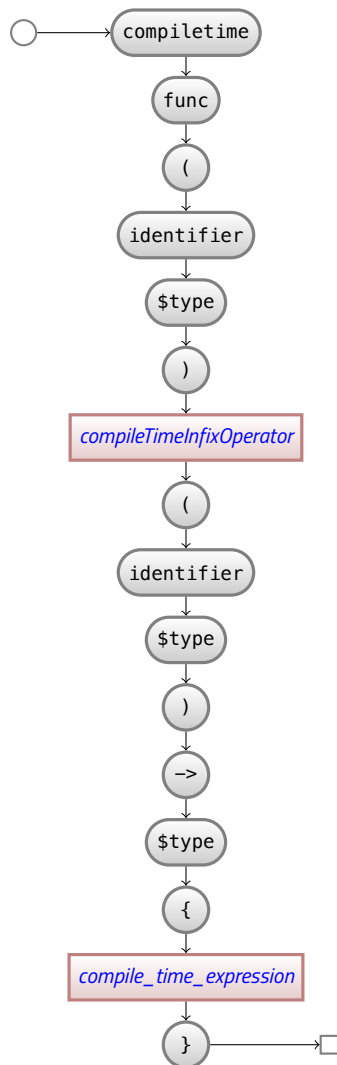 compiletime
func
(
identifier
$type
)
compileTimeInfixOperator
(
identifier
$type
)
->
$type
{
compile_time_expression
}